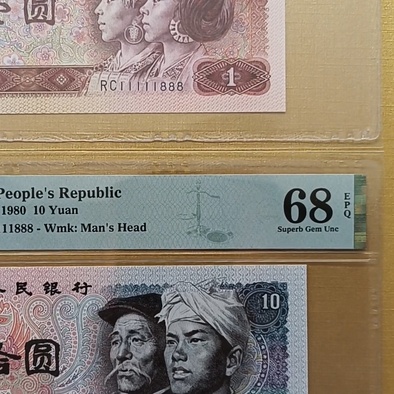 圆
RC11111888
1
People's Republic
1980 10 Yuan
11888 - Wmk: Man's Head
68
EPQ
Superb Gem Unc
民银行
10
圆